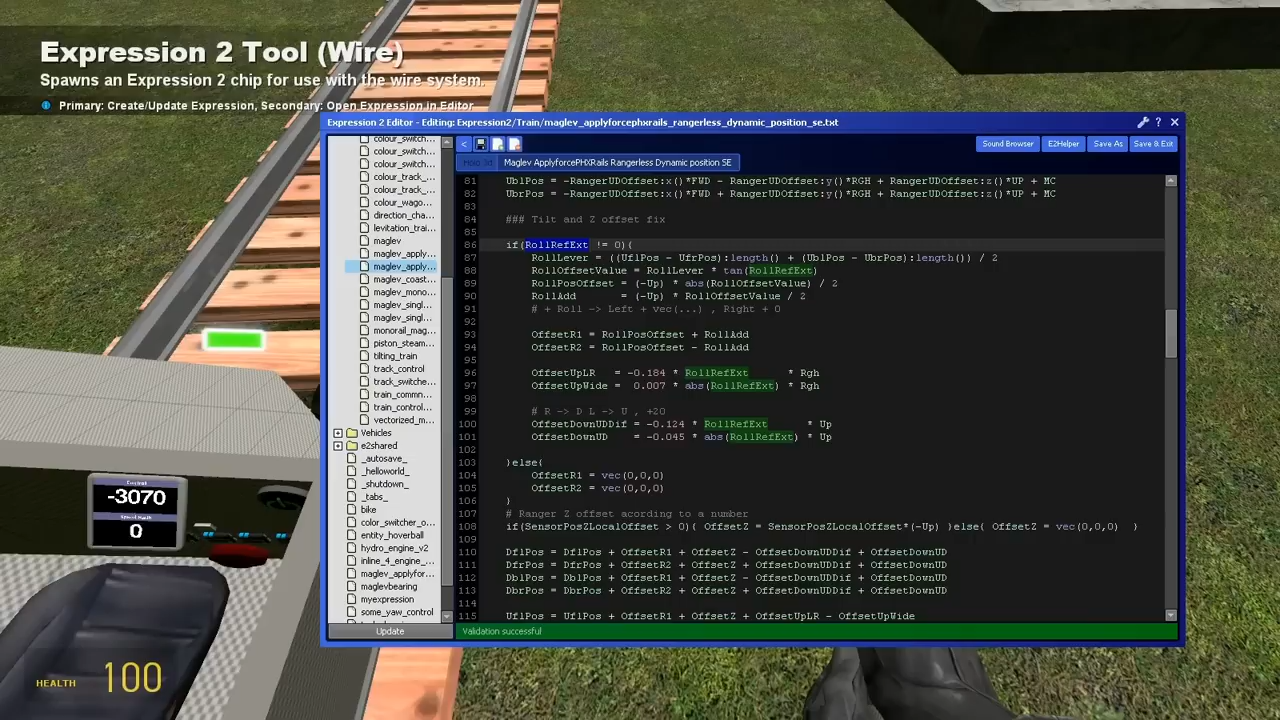 Expression 2 Tool (Wire)
Spawns an Expression 2 chip for use with the wire system.
Primary: Create/Update Expression, Secondary: Open Expression in Editor
Expression 2 Editor - Editing: Expression2/Train/maglev_applyforcephxrails_rangerless_dynamic_position_se.txt
Sound Browser E2Helper Save As Save & Exit
Maglev ApplyforcePHXRails Rangerless Dynamic position SE
colour_switch...
colour_switch...
colour_switch...
colour_track_...
colour_track_...
colour_wago...
direction_cha...
levitation_trai...
maglev
maglev_apply...
maglev_apply...
maglev_coast...
maglev_mono...
maglev_singl...
maglev_singl...
monorail_mag...
piston_steam...
tilting_train
track_control
track_switche...
train_commn...
train_control...
vectorized_m...
Vehicles
e2shared
_autosave_
_helloworld_
_shutdown_
_tabs_
bike
color_switcher_o...
entity_hoverball
hydro_engine_v2
inline_4_engine_...
maglev_applyfor...
maglevbearing
myexpression
some_yaw_control
Update
81 UblPos = -RangerUDOffset:x()*FWD - RangerUDOffset:y()*RGH + RangerUDOffset:z()*UP + MC
82 UbrPos = -RangerUDOffset:x()*FWD + RangerUDOffset:y()*RGH + RangerUDOffset:z()*UP + MC
83
84 ### Tilt and Z offset fix
85
86 if(RollRefExt != 0){
87 RollLever = ((UflPos - UfrPos):length() + (UblPos - UbrPos):length()) / 2
88 RollOffsetValue = RollLever * tan(RollRefExt)
89 RollPosOffset = (-Up) * abs(RollOffsetValue) / 2
90 RollAdd = (-Up) * RollOffsetValue / 2
91 # + Roll -> Left + vec(...) , Right + 0
92
93 OffsetR1 = RollPosOffset + RollAdd
94 OffsetR2 = RollPosOffset - RollAdd
95
96 OffsetUpLR = -0.184 * RollRefExt * Rgh
97 OffsetUpWide = 0.007 * abs(RollRefExt) * Rgh
98
99 # R -> D L -> U , +20
100 OffsetDownUDDif = -0.124 * RollRefExt * Up
101 OffsetDownUD = -0.045 * abs(RollRefExt) * Up
102
103 }else{
104 OffsetR1 = vec(0,0,0)
105 OffsetR2 = vec(0,0,0)
106 }
107 # Ranger Z offset acording to a number
108 if(SensorPosZLocalOffset > 0){ OffsetZ = SensorPosZLocalOffset*(-Up) }else{ OffsetZ = vec(0,0,0) }
109
110 DflPos = DflPos + OffsetR1 + OffsetZ - OffsetDownUDDif + OffsetDownUD
111 DfrPos = DfrPos + OffsetR2 + OffsetZ + OffsetDownUDDif + OffsetDownUD
112 DblPos = DblPos + OffsetR1 + OffsetZ - OffsetDownUDDif + OffsetDownUD
113 DbrPos = DbrPos + OffsetR2 + OffsetZ + OffsetDownUDDif + OffsetDownUD
114
115 UflPos = UflPos + OffsetR1 + OffsetZ + OffsetUpLR - OffsetUpWide
Validation successful
-3070
0
HEALTH 100